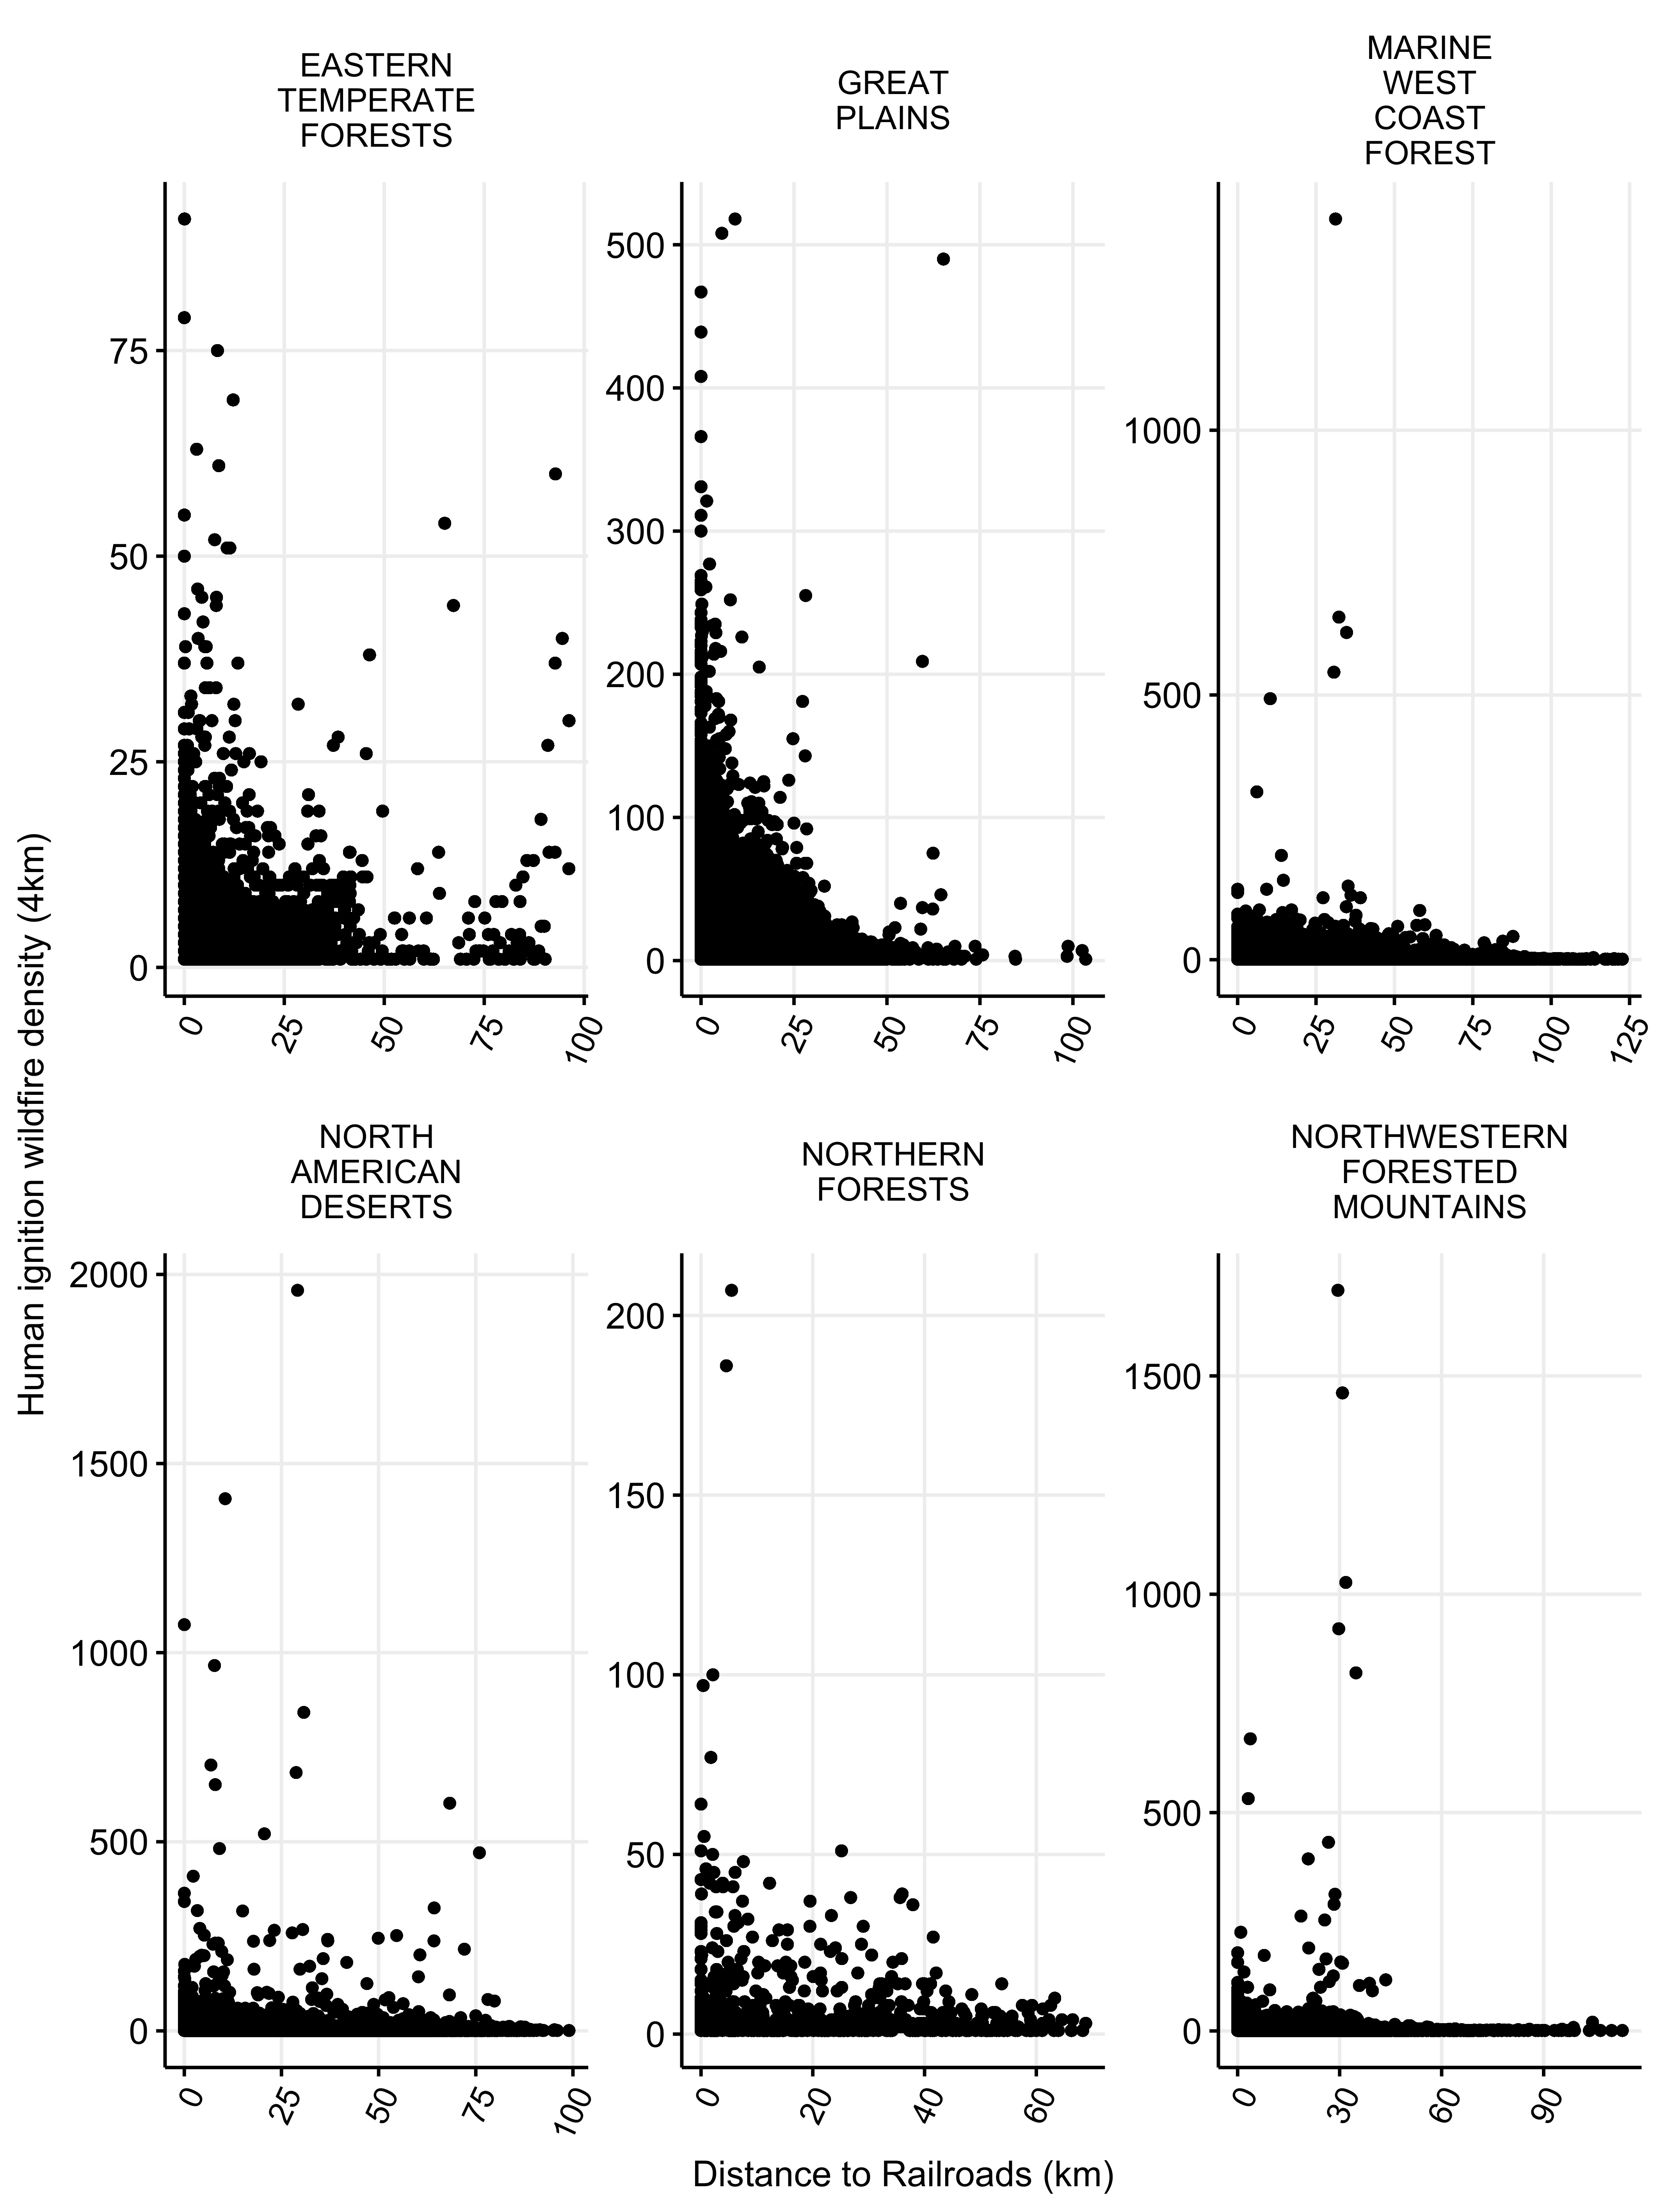 EASTERN
TEMPERATE
FORESTS
GREAT
PLAINS
MARINE
WEST
COAST
FOREST
75
50
25
0
0
25
50
75
100
500
400
300
200
100
0
0
25
50
75
100
1000
500
0
0
25
50
75
100
125
Human ignition wildfire density (4km)
NORTH
AMERICAN
DESERTS
NORTHERN
FORESTS
NORTHWESTERN
FORESTED
MOUNTAINS
2000
1500
1000
500
0
0
25
50
75
100
200
150
100
50
0
0
20
40
60
1500
1000
500
0
0
30
60
90
Distance to Railroads (km)